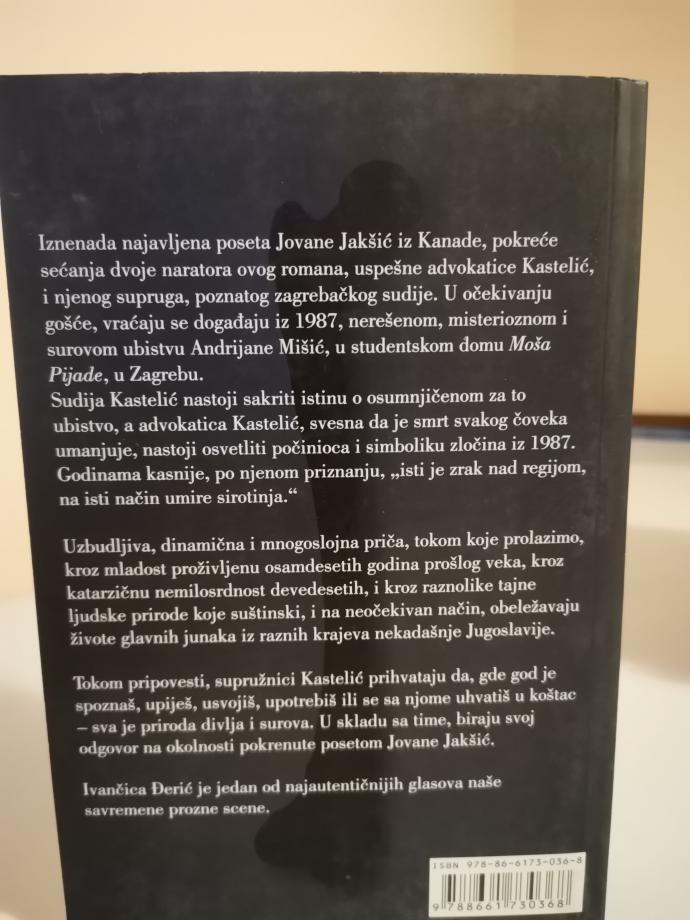 Iznenada najavljena poseta Jovane Jakšić iz Kanade, pokreće
sećanja dvoje naratora ovog romana, uspešne advokatice Kastelić,
i njenog supruga, poznatog zagrebačkog sudije. U očekivanju
gošće, vraćaju se događaju iz 1987, nerešenom, misterioznom i
surovom ubistvu Andrijane Mišić, u studentskom domu Moša
Pijade, u Zagrebu.
Sudija Kastelić nastoji sakriti istinu o osumnjičenom za to
ubistvo, a advokatica Kastelić, svesna da je smrt svakog čoveka
umanjuje, nastoji osvetliti počinioca i simboliku zločina iz 1987.
Godinama kasnije, po njenom priznanju, „isti je zrak nad regijom,
na isti način umire sirotinja.“
Uzbudljiva, dinamična i mnogoslojna priča, tokom koje prolazimo,
kroz mladost proživljenu osamdesetih godina prošlog veka, kroz
katarzičnu nemilosrdnost devedesetih, i kroz raznolike tajne
ljudske prirode koje suštinski, i na neočekivan način, obeležavaju
živote glavnih junaka iz raznih krajeva nekadašnje Jugoslavije.
Tokom pripovesti, supružnici Kastelić prihvataju da, gde god je
spoznaš, upiješ, usvojiš, upotrebiš ili se sa njome uhvatiš u koštac
– sva je priroda divlja i surova. U skladu sa time, biraju svoj
odgovor na okolnosti pokrenute posetom Jovane Jakšić.
Ivančica Đerić je jedan od najautentičnijih glasova naše
savremene prozne scene.
ISBN 978-86-6173-036-8
9 788661 730368